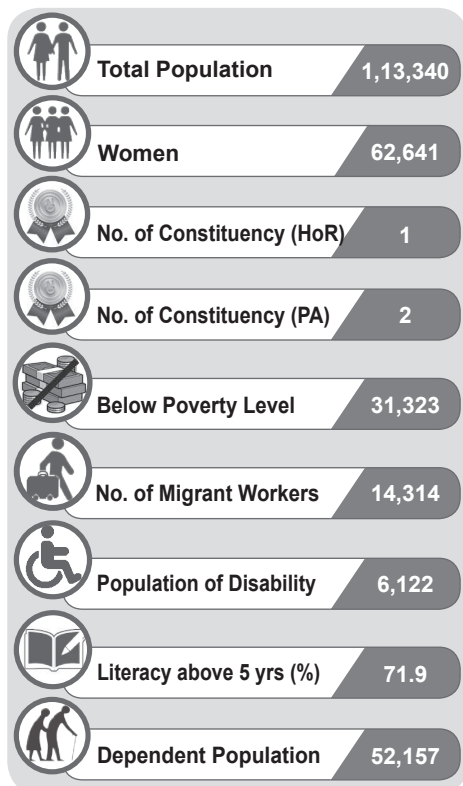 Total Population 1,13,340
Women 62,641
No. of Constituency (HoR) 1
No. of Constituency (PA) 2
Below Poverty Level 31,323
No. of Migrant Workers 14,314
Population of Disability 6,122
Literacy above 5 yrs (%) 71.9
Dependent Population 52,157